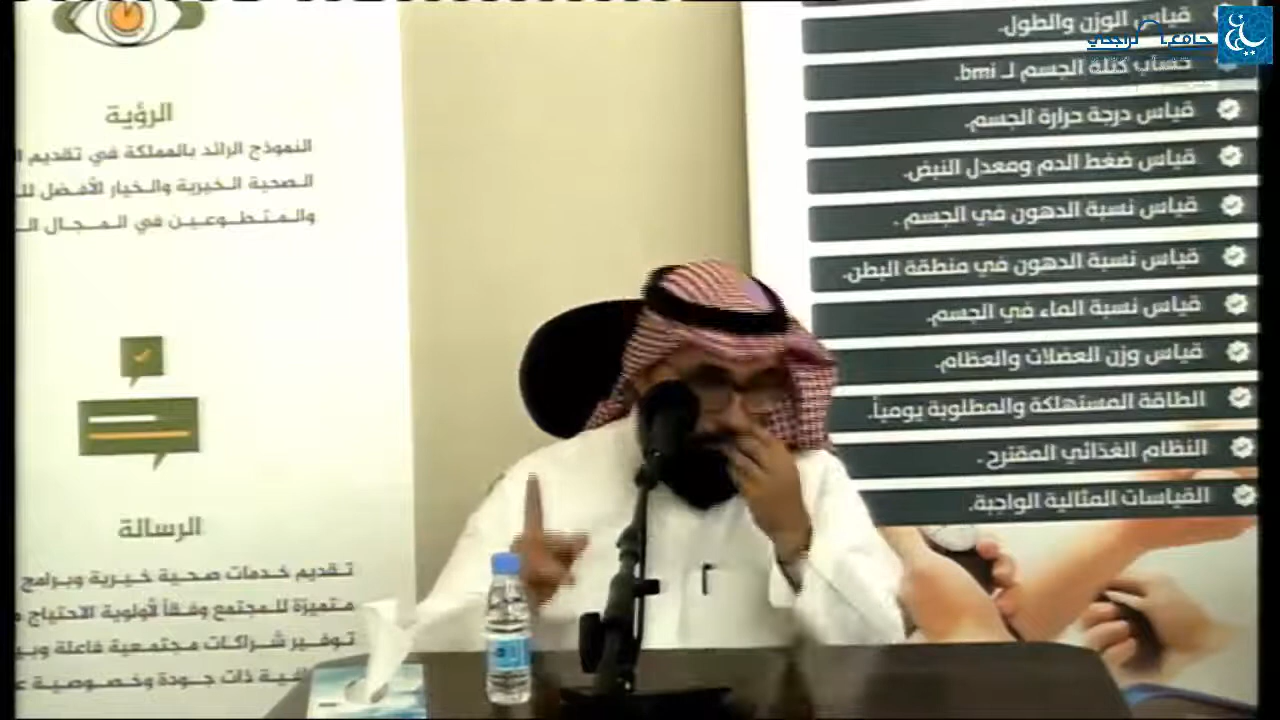 جامع الراجحي
قياس الوزن والطول.
حساب كتلة الجسم لـ bmi.
قياس درجة حرارة الجسم.
قياس ضغط الدم ومعدل النبض.
قياس نسبة الدهون في الجسم .
قياس نسبة الدهون في منطقة البطن.
قياس نسبة الماء في الجسم.
قياس وزن العضلات والعظام.
الطاقة المستهلكة والمطلوبة يومياً.
النظام الغذائي المقترح.
القياسات المثالية الواجبة.
الرؤية
النموذج الرائد بالمملكة في تقديم
الصحية الخيرية والخيار الأفضل
والمتطوعين في المجال
الرسالة
تقديم خدمات صحية خيرية وبرامج
متميزة للمجتمع وفقاً لأولوية الاحتياج
توفير شراكات مجتمعية فاعلة
ذات جودة وخصوصية